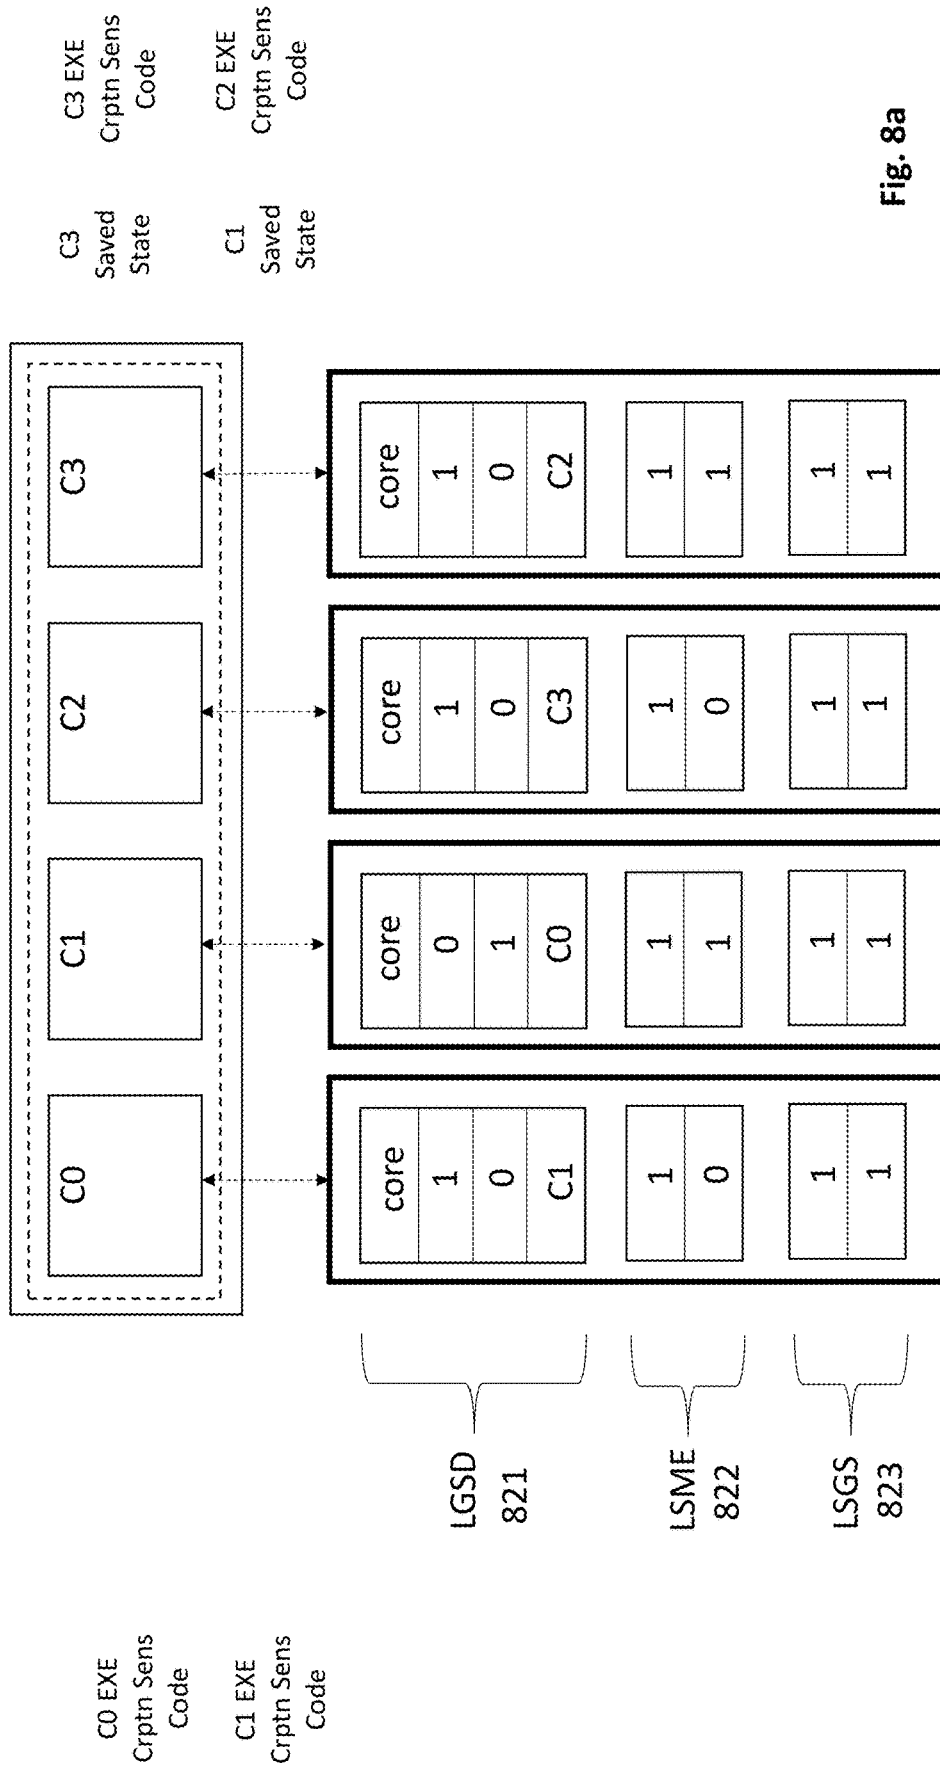 C0 EXE
Crptn Sens
Code
C1 EXE
Crptn Sens
Code
C0
C1
C2
C3
C3
Saved
State
C3 EXE
Crptn Sens
Code
C1
Saved
State
C2 EXE
Crptn Sens
Code
LGSD
821
LSME
822
LSGS
823
core
1
0
C1
1
0
1
1
core
0
1
C0
1
1
1
1
core
1
0
C3
1
0
1
1
core
1
0
C2
1
1
1
1
Fig. 8a